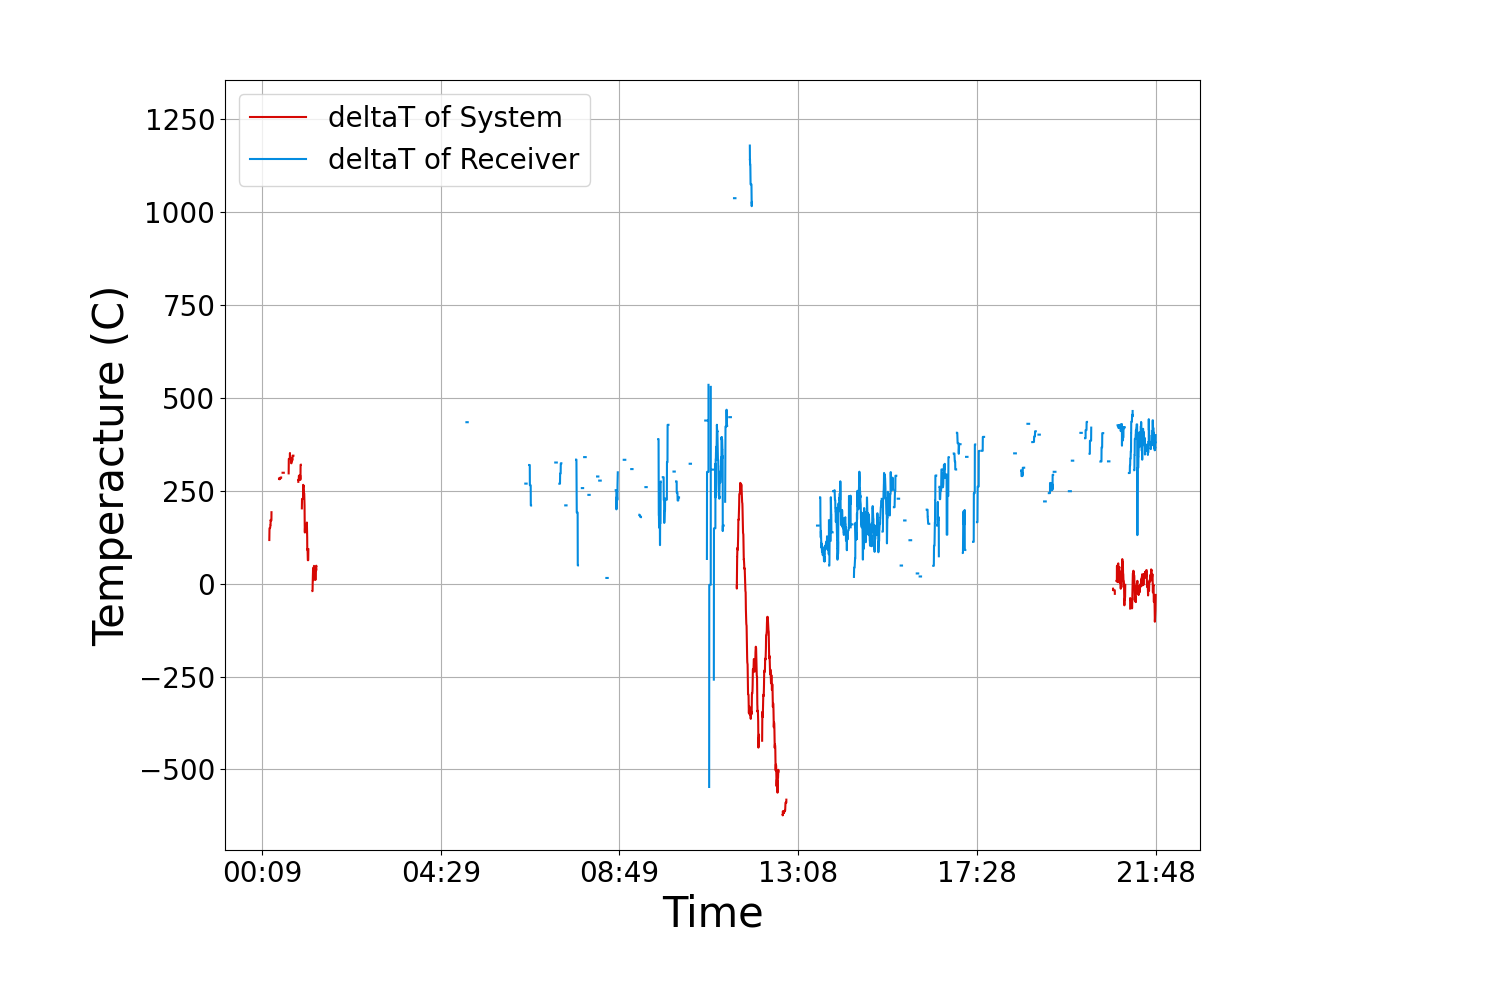 deltaT of System
deltaT of Receiver
1250
1000
750
500
250
0
−250
−500
Temperacture (C)
00:09 04:29 08:49 13:08 17:28 21:48
Time